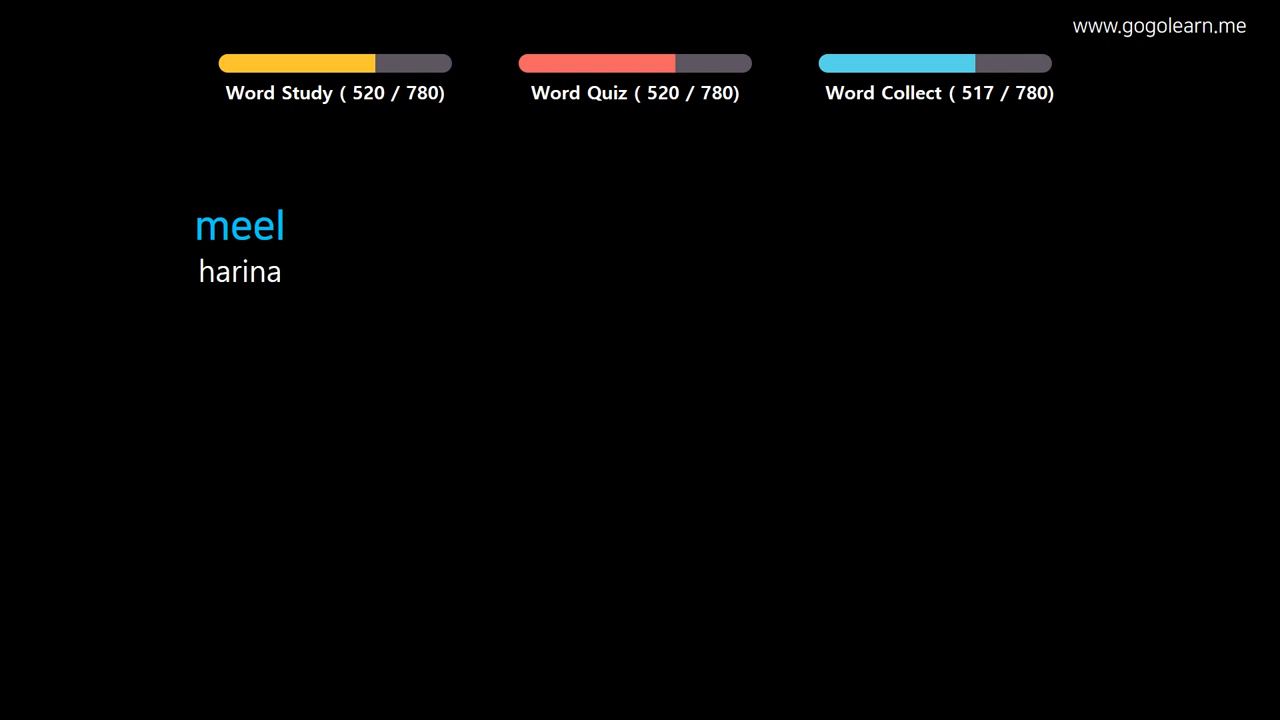 www.gogolearn.me
Word Study ( 520 / 780)
Word Quiz ( 520 / 780)
Word Collect ( 517 / 780)
meel
harina